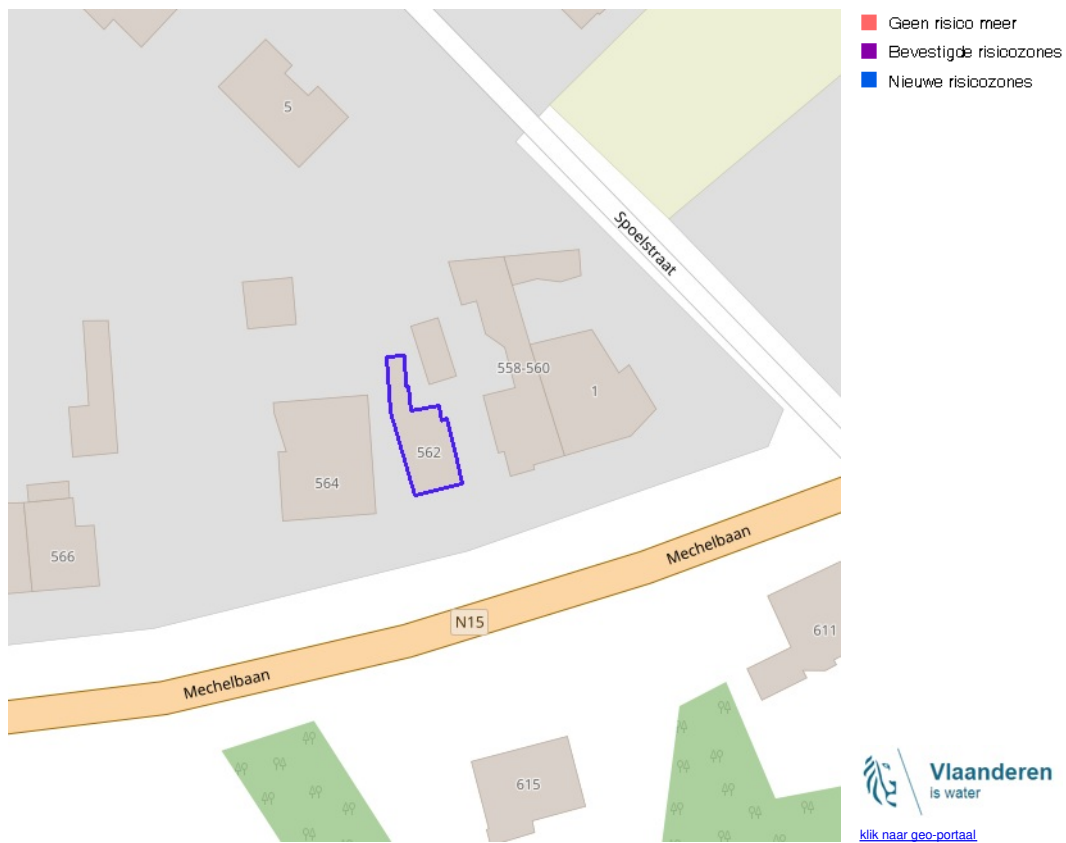 Geen risico meer
Bevestigde risicozones
Nieuwe risicozones
5
Spoelstraat
558-560
1
562
564
566
Mechelbaan
N15
611
Mechelbaan
615
Vlaanderen
is water
klik naar geo-portaal